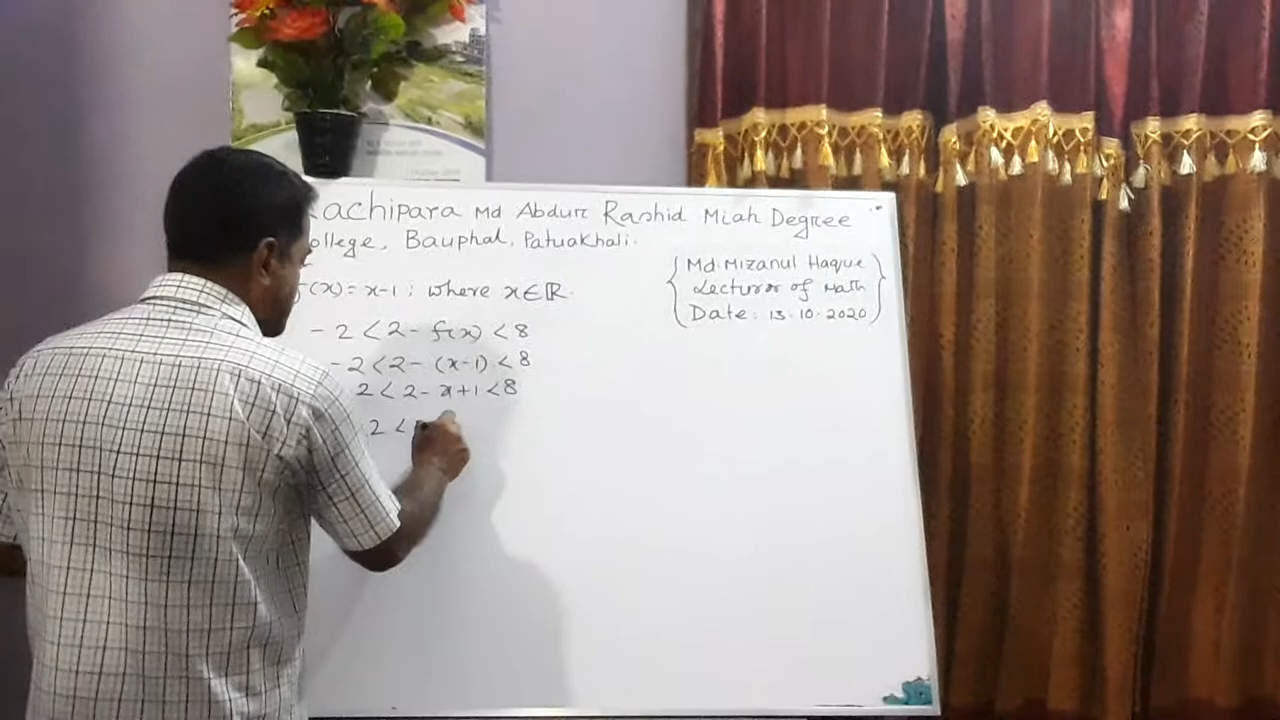 achipara Md Abdur Rashid Miah Degree
ollege, Bauphal, Patuakhali.
{ Md. Mizanul Haque
Lecturer of Math
Date: 13.10.2020 }
f(x) = x-1 ; where x∈ℝ.
-2 < 2 - f(x) < 8
-2 < 2 - (x-1) < 8
2 < 2 - x + 1 < 8
2 <